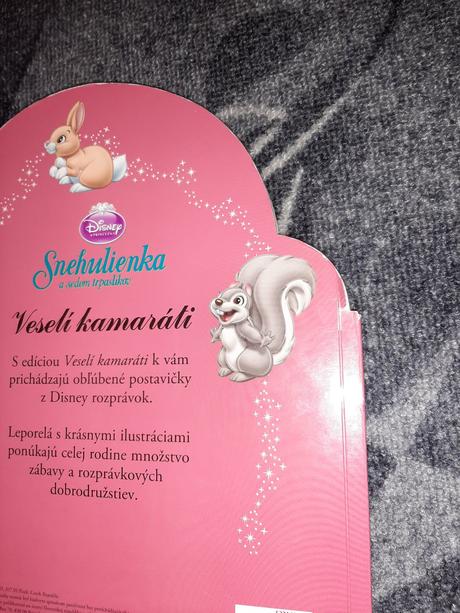 Disney
PRINCESS
Snehulienka
a sedem trpaslíkov
Veselí kamaráti
S edíciou Veselí kamaráti k vám
prichádzajú obľúbené postavičky
z Disney rozprávok.
Leporelá s krásnymi ilustráciami
ponúkajú celej rodine množstvo
zábavy a rozprávkových
dobrodružstiev.